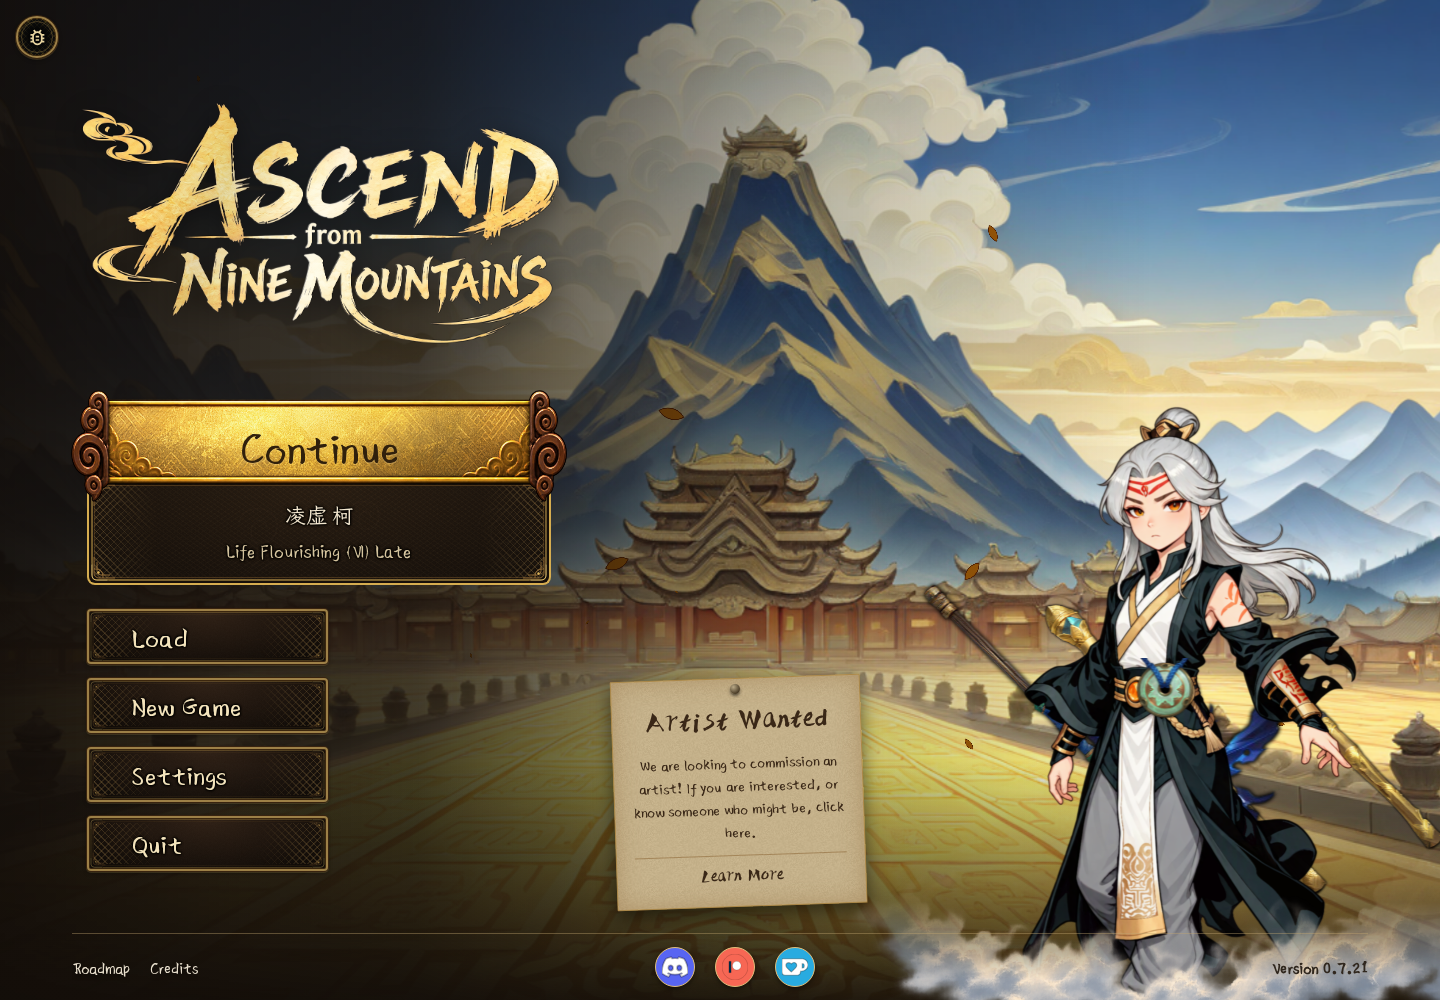 ASCEND
from
NINE MOUNTAINS
Continue
凌虚 柯
Life Flourishing (VI) Late
Load
New Game
Settings
Quit
Artist Wanted
We are looking to commission an
artist! If you are interested, or
know someone who might be, click
here.
Learn More
Roadmap Credits
Version 0.7.21